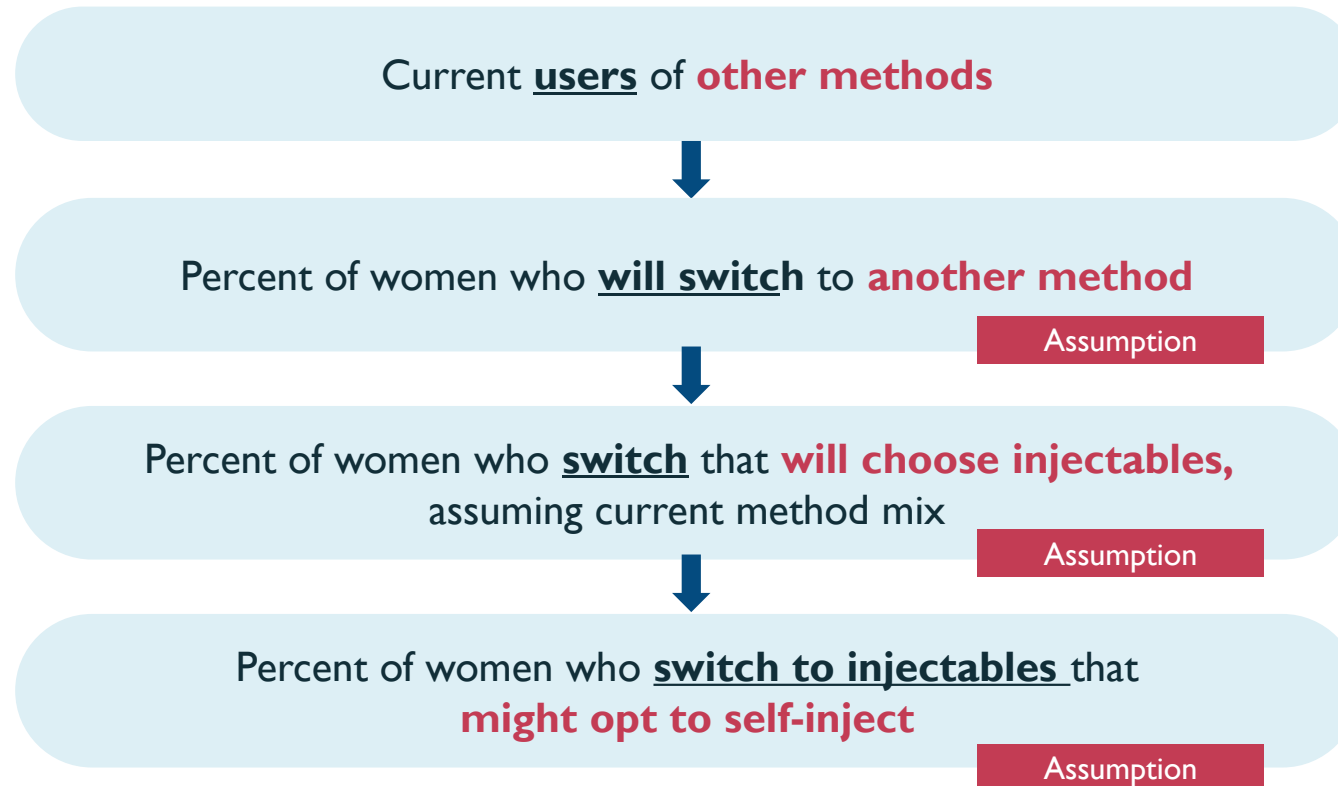 Current users of other methods
Percent of women who will switch to another method
Assumption
Percent of women who switch that will choose injectables,
assuming current method mix
Assumption
Percent of women who switch to injectables that
might opt to self-inject
Assumption